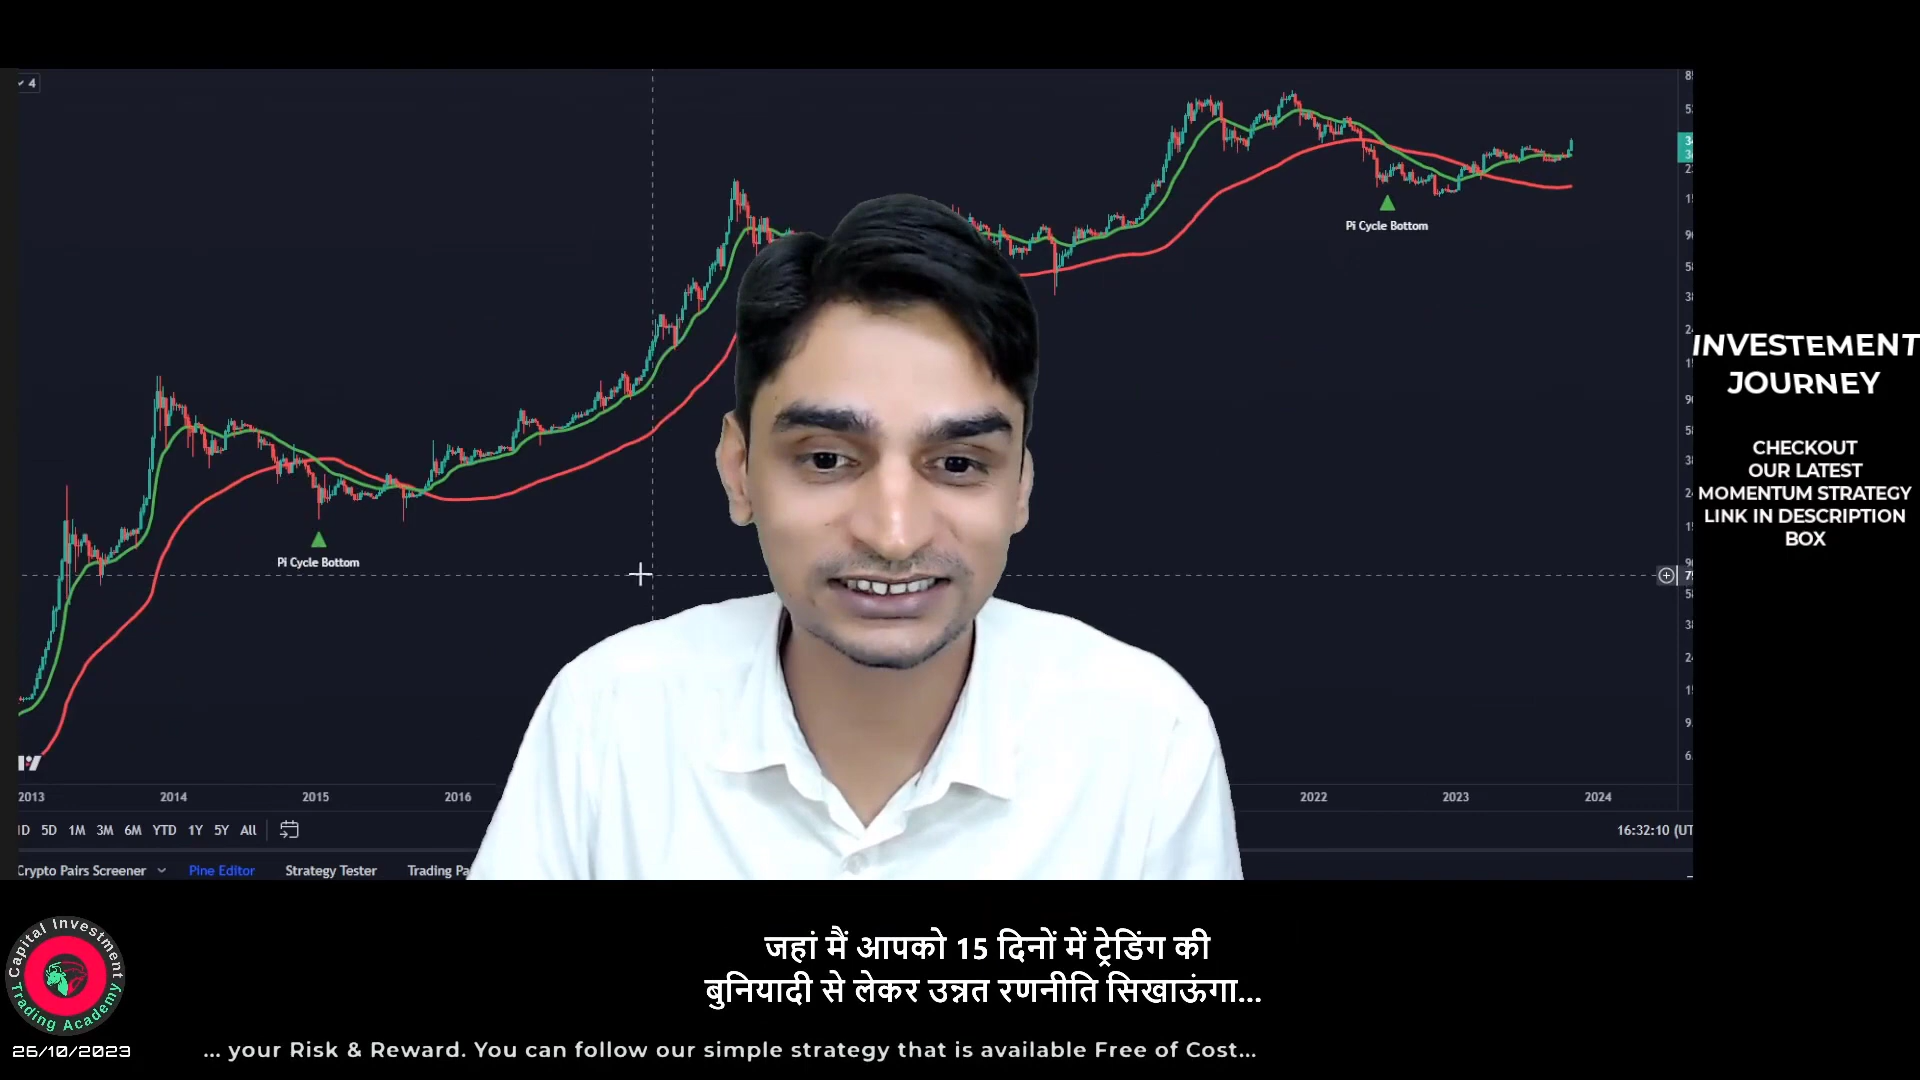 4
Pi Cycle Bottom
Pi Cycle Bottom
2013 2014 2015 2016 2022 2023 2024
5D 1M 3M 6M YTD 1Y 5Y All
16:32:10 (UT
Crypto Pairs Screener Pine Editor Strategy Tester Trading Pa
INVESTEMENT
JOURNEY
CHECKOUT
OUR LATEST
MOMENTUM STRATEGY
LINK IN DESCRIPTION
BOX
Capital Investment
Trading Academy
26/10/2023
जहां मैं आपको 15 दिनों में ट्रेडिंग की
बुनियादी से लेकर उन्नत रणनीति सिखाऊंगा...
... your Risk & Reward. You can follow our simple strategy that is available Free of Cost...